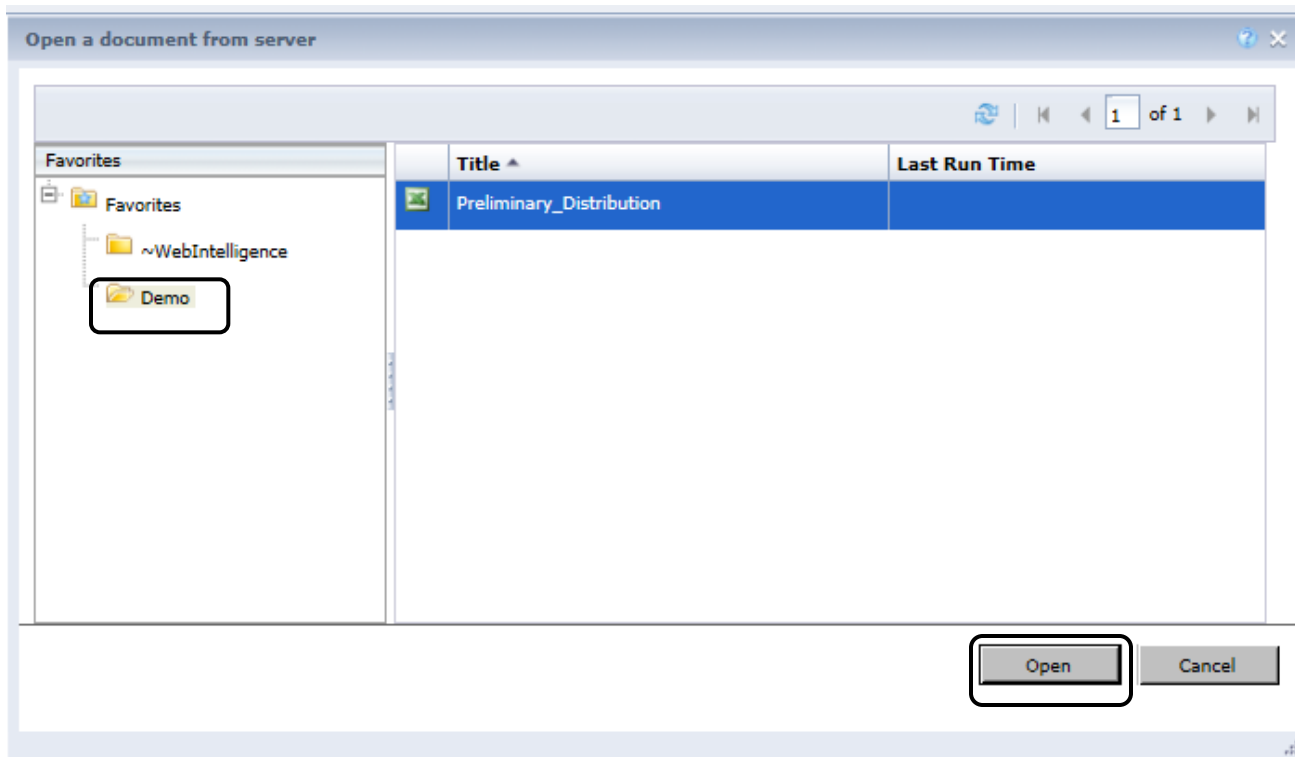 Open a document from server
1 of 1
Favorites
Title
Last Run Time
Favorites
Preliminary_Distribution
~WebIntelligence
Demo
Open
Cancel